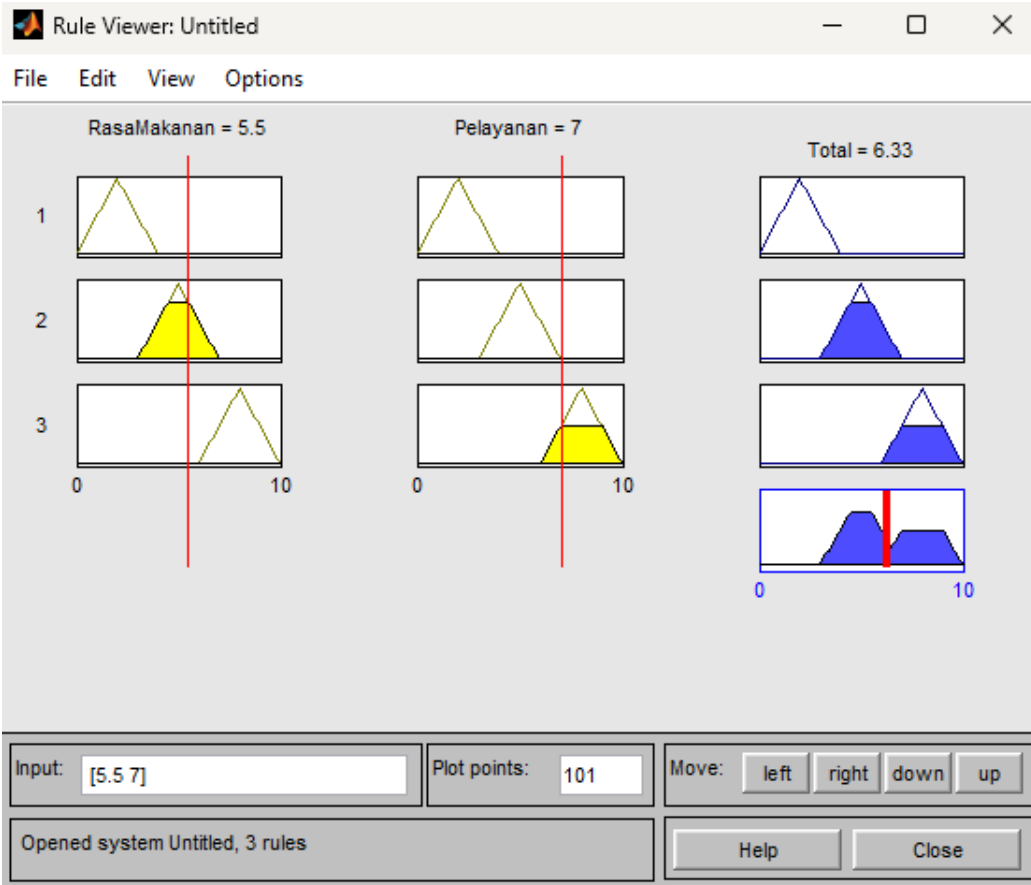 Rule Viewer: Untitled
File Edit View Options
RasaMakanan = 5.5
Pelayanan = 7
Total = 6.33
1
2
3
0 10
0 10
0 10
Input: [5.5 7]
Plot points: 101
Move: left right down up
Opened system Untitled, 3 rules
Help Close